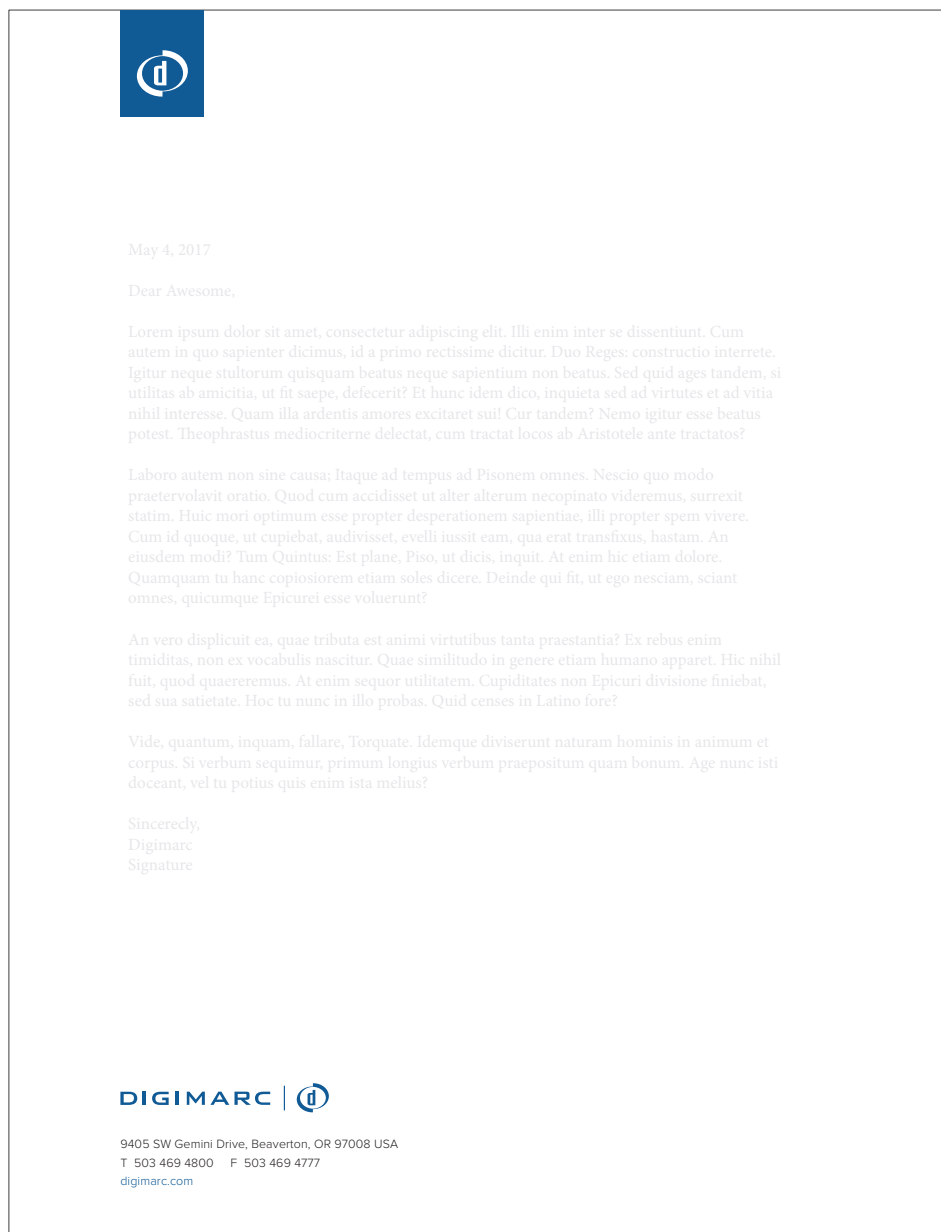 d
May 4, 2017
Dear Awesome,
Lorem ipsum dolor sit amet, consectetur adipiscing elit. Illi enim inter se dissentiunt. Cum
autem in quo sapienter dicimus, id a primo rectissime dicitur. Duo Reges: constructio interrete.
Igitur neque stultorum quisquam beatus neque sapientium non beatus. Sed quid ages tandem, si
utilitas ab amicitia, ut fit saepe, defecerit? Et hunc idem dico, inquieta sed ad virtutes et ad vitia
nihil interesse. Quam illa ardentis amores excitaret sui! Cur tandem? Nemo igitur esse beatus
potest. Theophrastus mediocriterne delectat, cum tractat locos ab Aristotele ante tractatos?
Laboro autem non sine causa; Itaque ad tempus ad Pisonem omnes. Nescio quo modo
praetervolavit oratio. Quod cum accidisset ut alter alterum necopinato videremus, surrexit
statim. Huic mori optimum esse propter desperationem sapientiae, illi propter spem vivere.
Cum id quoque, ut cupiebat, audivisset, evelli iussit eam, qua erat transfixus, hastam. An
eiusdem modi? Tum Quintus: Est plane, Piso, ut dicis, inquit. At enim hic etiam dolore.
Quamquam tu hanc copiosiorem etiam soles dicere. Deinde qui fit, ut ego nesciam, sciant
omnes, quicumque Epicurei esse voluerunt?
An vero displicuit ea, quae tributa est animi virtutibus tanta praestantia? Ex rebus enim
timiditas, non ex vocabulis nascitur. Quae similitudo in genere etiam humano apparet. Hic nihil
fuit, quod quaereremus. At enim sequor utilitatem. Cupiditates non Epicuri divisione finiebat,
sed sua satietate. Hoc tu nunc in illo probas. Quid censes in Latino fore?
Vide, quantum, inquam, fallare, Torquate. Idemque diviserunt naturam hominis in animum et
corpus. Si verbum sequimur, primum longius verbum praepositum quam bonum. Age nunc isti
doceant, vel tu potius quis enim ista melius?
Sincerecly,
Digimarc
Signature
DIGIMARC | d
9405 SW Gemini Drive, Beaverton, OR 97008 USA
T 503 469 4800 F 503 469 4777
digimarc.com